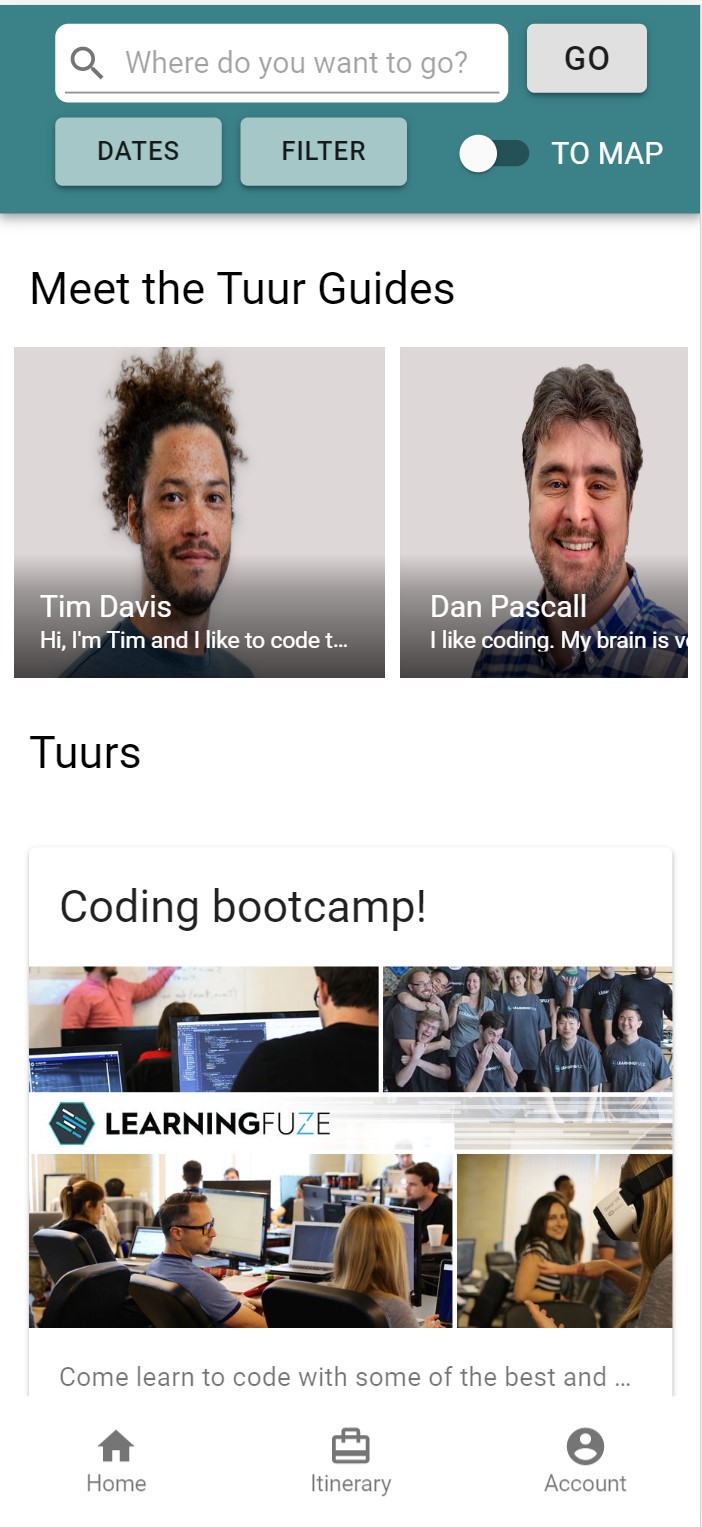 Where do you want to go?
GO
DATES
FILTER
TO MAP
Meet the Tuur Guides
Tim Davis
Hi, I'm Tim and I like to code t...
Dan Pascall
I like coding. My brain is v
Tuurs
Coding bootcamp!
LEARNINGFUZE
Come learn to code with some of the best and ...
Home
Itinerary
Account